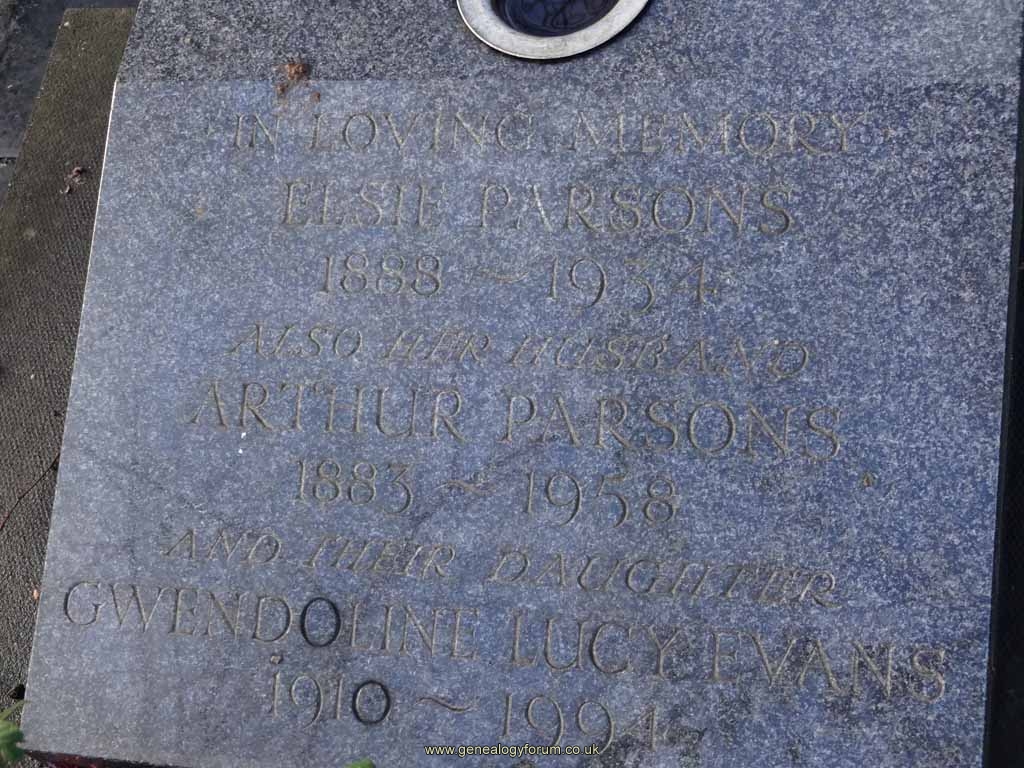 IN LOVING MEMORY
ELSIE PARSONS
1888 ~ 1934
ALSO HER HUSBAND
ARTHUR PARSONS
1883 ~ 1958
AND THEIR DAUGHTER
GWENDOLINE LUCY EVANS
1910 ~ 1994
www.genealogyforum.co.uk